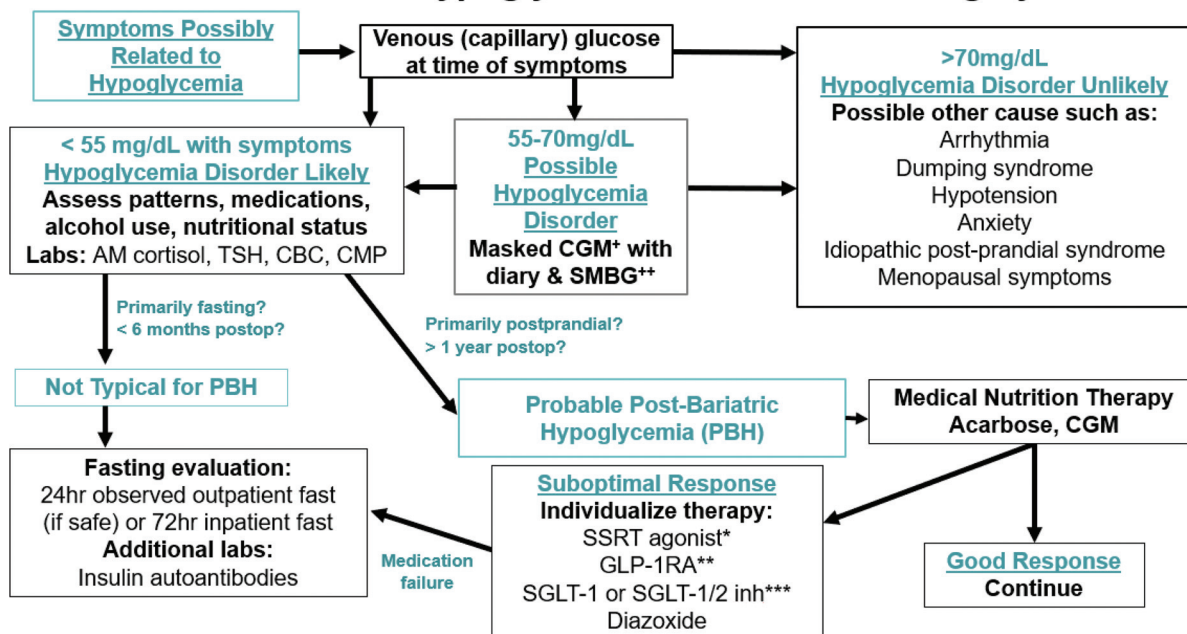 Symptoms Possibly
Related to
Hypoglycemia
Venous (capillary) glucose
at time of symptoms
>70mg/dL
Hypoglycemia Disorder Unlikely
Possible other cause such as:
Arrhythmia
Dumping syndrome
Hypotension
Anxiety
Idiopathic post-prandial syndrome
Menopausal symptoms
< 55 mg/dL with symptoms
Hypoglycemia Disorder Likely
Assess patterns, medications,
alcohol use, nutritional status
Labs: AM cortisol, TSH, CBC, CMP
55-70mg/dL
Possible
Hypoglycemia
Disorder
Masked CGM+ with
diary & SMBG++
Primarily fasting?
< 6 months postop?
Primarily postprandial?
> 1 year postop?
Not Typical for PBH
Probable Post-Bariatric
Hypoglycemia (PBH)
Medical Nutrition Therapy
Acarbose, CGM
Fasting evaluation:
24hr observed outpatient fast
(if safe) or 72hr inpatient fast
Additional labs:
Insulin autoantibodies
Medication
failure
Suboptimal Response
Individualize therapy:
SSRT agonist*
GLP-1RA**
SGLT-1 or SGLT-1/2 inh***
Diazoxide
Good Response
Continue